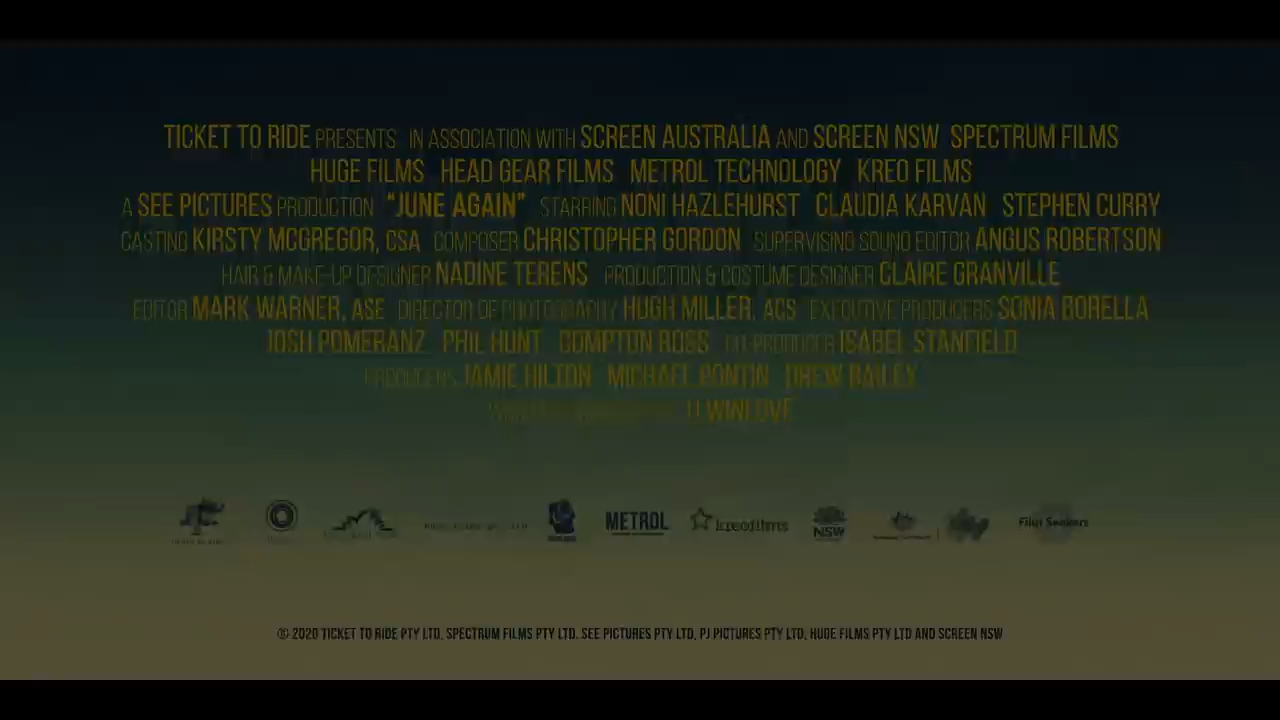 TICKET TO RIDE PRESENTS IN ASSOCIATION WITH SCREEN AUSTRALIA AND SCREEN NSW SPECTRUM FILMS
HUGE FILMS HEAD GEAR FILMS METROL TECHNOLOGY KREO FILMS
A SEE PICTURES PRODUCTION "JUNE AGAIN" STARRING NONI HAZLEHURST CLAUDIA KARVAN STEPHEN CURRY
CASTING KIRSTY MCGREGOR, CSA COMPOSER CHRISTOPHER GORDON SUPERVISING SOUND EDITOR ANGUS ROBERTSON
HAIR & MAKE-UP DESIGNER NADINE TERENS PRODUCTION & COSTUME DESIGNER CLAIRE GRANVILLE
EDITOR MARK WARNER, ASE DIRECTOR OF PHOTOGRAPHY HUGH MILLER, ACS EXECUTIVE PRODUCERS SONIA BORELLA
JOSH POMERANZ PHIL HUNT COMPTON ROSS CO-PRODUCER ISABEL STANFIELD
PRODUCERS JAMIE HILTON MICHAEL PONTIN DREW BAILEY
JJ WINLOVE
METROL kreofilms NSW Film Seekers
© 2020 TICKET TO RIDE PTY LTD, SPECTRUM FILMS PTY LTD, SEE PICTURES PTY LTD, PJ PICTURES PTY LTD, HUGE FILMS PTY LTD AND SCREEN NSW